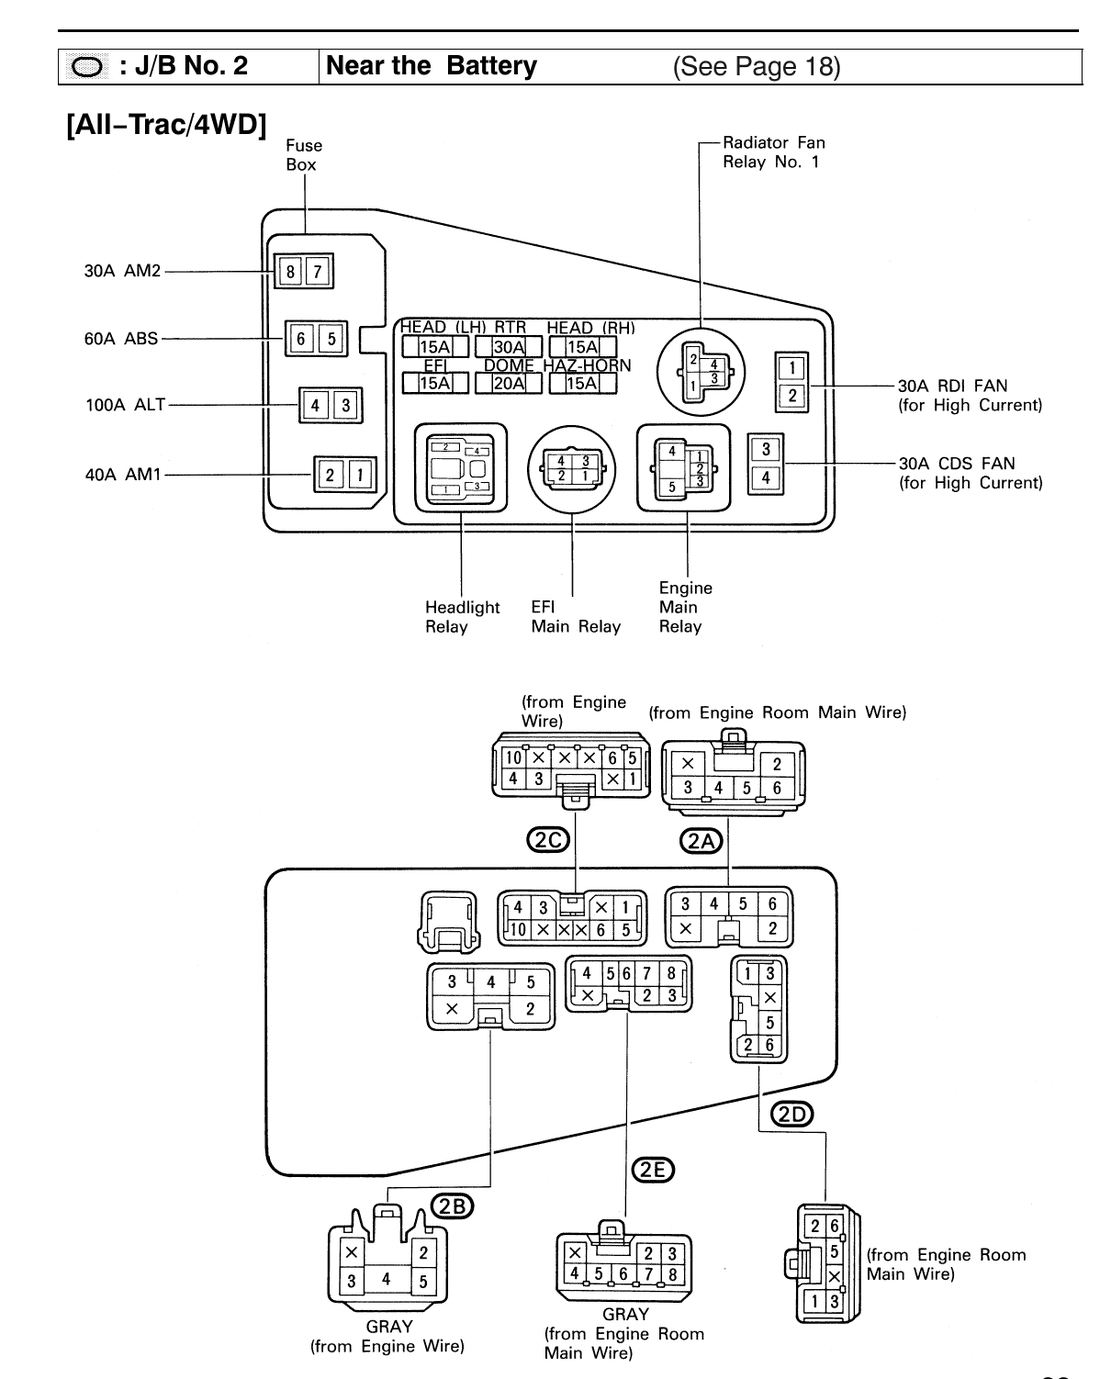 : J/B No. 2 Near the Battery (See Page 18)
[All–Trac/4WD]
Fuse
Box
Radiator Fan
Relay No. 1
30A AM2
8 7
60A ABS
6 5
100A ALT
4 3
40A AM1
2 1
HEAD (LH) RTR HEAD (RH)
15A 30A 15A
EFI DOME HAZ-HORN
15A 20A 15A
2 4
1 3
1
2
30A RDI FAN
(for High Current)
3
4
30A CDS FAN
(for High Current)
2 4
1 3
4 3
2 1
4 1
2
5 3
Headlight
Relay
EFI
Main Relay
Engine
Main
Relay
(from Engine
Wire)
(from Engine Room Main Wire)
10 × × × 6 5
4 3 × 1
× 2
3 4 5 6
2C
2A
4 3 × 1
10 × × × 6 5
3 4 5 6
× 2
3 4 5
× 2
4 5 6 7 8
× 2 3
1 3
×
5
2 6
2D
2E
2B
× 2
3 4 5
GRAY
(from Engine Wire)
× 2 3
4 5 6 7 8
GRAY
(from Engine Room
Main Wire)
2 6
5
×
1 3
(from Engine Room
Main Wire)